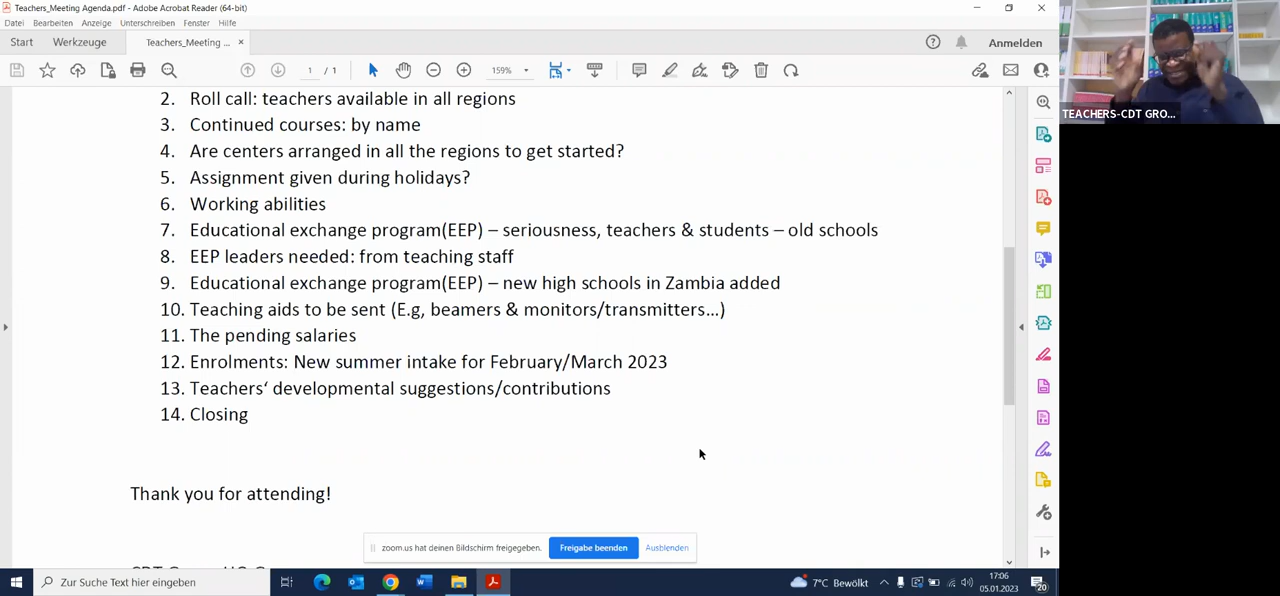 Teachers_Meeting Agenda.pdf - Adobe Acrobat Reader (64-bit)
Datei Bearbeiten Anzeige Unterschreiben Fenster Hilfe
Start Werkzeuge Teachers_Meeting ... × Anmelden
1 / 1 159%
TEACHERS-CDT GRO...
2. Roll call: teachers available in all regions
3. Continued courses: by name
4. Are centers arranged in all the regions to get started?
5. Assignment given during holidays?
6. Working abilities
7. Educational exchange program(EEP) – seriousness, teachers & students – old schools
8. EEP leaders needed: from teaching staff
9. Educational exchange program(EEP) – new high schools in Zambia added
10. Teaching aids to be sent (E.g, beamers & monitors/transmitters...)
11. The pending salaries
12. Enrolments: New summer intake for February/March 2023
13. Teachers‘ developmental suggestions/contributions
14. Closing
Thank you for attending!
zoom.us hat deinen Bildschirm freigegeben. Freigabe beenden Ausblenden
Zur Suche Text hier eingeben
7°C Bewölkt
17:06
05.01.2023
20